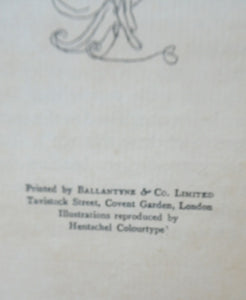 Printed by BALLANTYNE & CO. LIMITED
Tavistock Street, Covent Garden, London
Illustrations reproduced by
Hentschel Colourtype